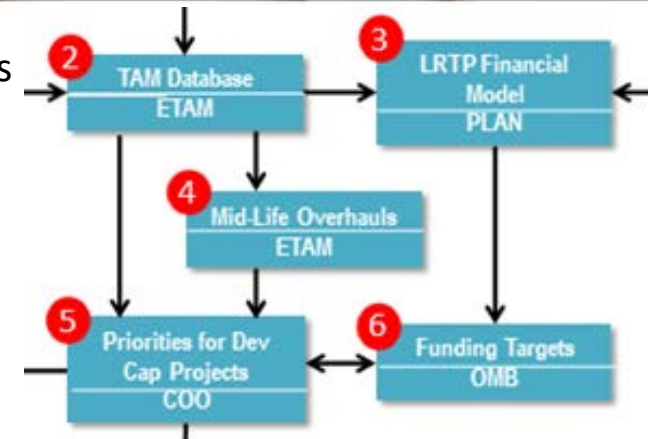 s
2
TAM Database
ETAM
3
LRTP Financial
Model
PLAN
4
Mid-Life Overhauls
ETAM
5
Priorities for Dev
Cap Projects
COO
6
Funding Targets
OMB